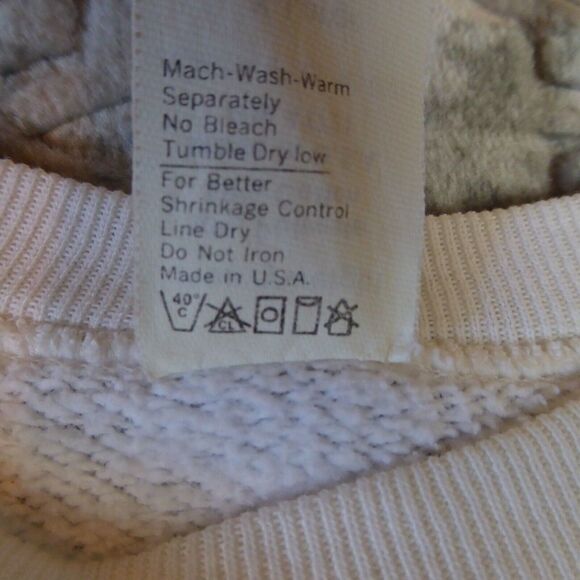 Mach-Wash-Warm
Separately
No Bleach
Tumble Dry low
For Better
Shrinkage Control
Line Dry
Do Not Iron
Made in U.S.A.
40°
C CL